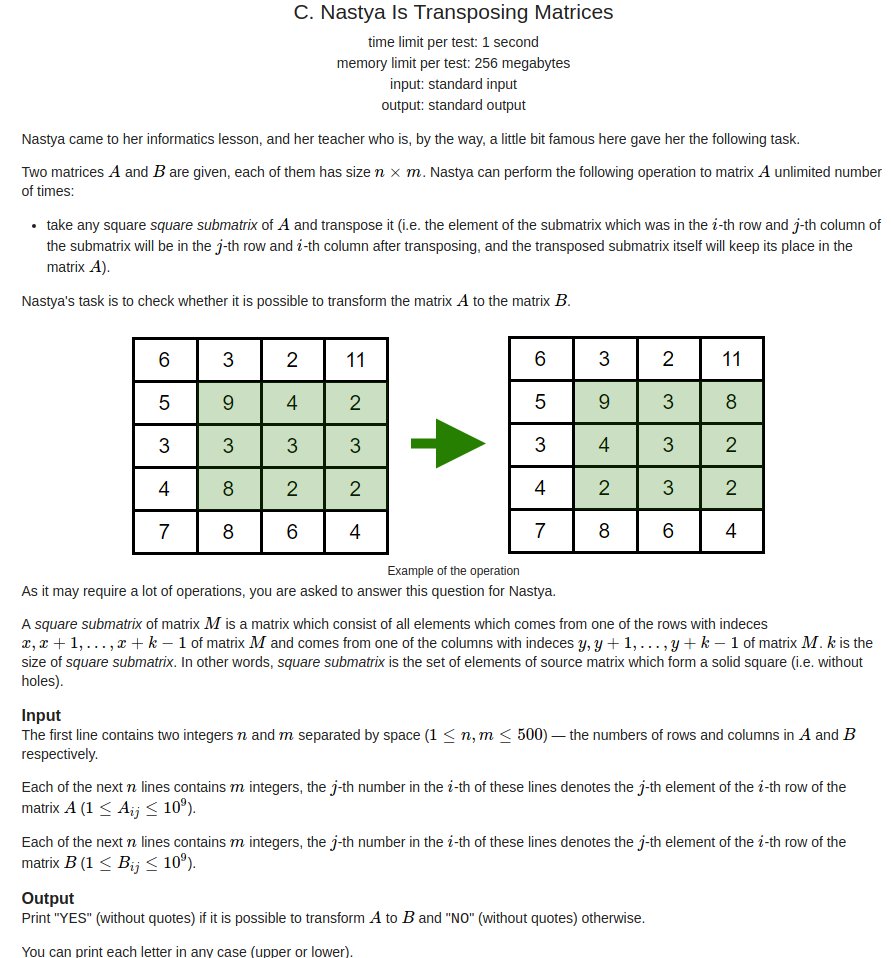 C. Nastya Is Transposing Matrices
time limit per test: 1 second
memory limit per test: 256 megabytes
input: standard input
output: standard output
Nastya came to her informatics lesson, and her teacher who is, by the way, a little bit famous here gave her the following task.
Two matrices A and B are given, each of them has size n × m. Nastya can perform the following operation to matrix A unlimited number
of times:
• take any square square submatrix of A and transpose it (i.e. the element of the submatrix which was in the i-th row and j-th column of
the submatrix will be in the j-th row and i-th column after transposing, and the transposed submatrix itself will keep its place in the
matrix A).
Nastya's task is to check whether it is possible to transform the matrix A to the matrix B.
6 3 2 11 6 3 2 11
5 9 4 2 5 9 3 8
3 3 3 3 3 4 3 2
4 8 2 2 4 2 3 2
7 8 6 4 7 8 6 4
Example of the operation
As it may require a lot of operations, you are asked to answer this question for Nastya.
A square submatrix of matrix M is a matrix which consist of all elements which comes from one of the rows with indeces
x, x + 1, . . . , x + k − 1 of matrix M and comes from one of the columns with indeces y, y + 1, . . . , y + k − 1 of matrix M. k is the
size of square submatrix. In other words, square submatrix is the set of elements of source matrix which form a solid square (i.e. without
holes).
Input
The first line contains two integers n and m separated by space (1 ≤ n, m ≤ 500) — the numbers of rows and columns in A and B
respectively.
Each of the next n lines contains m integers, the j-th number in the i-th of these lines denotes the j-th element of the i-th row of the
matrix A (1 ≤ Aij ≤ 10⁹).
Each of the next n lines contains m integers, the j-th number in the i-th of these lines denotes the j-th element of the i-th row of the
matrix B (1 ≤ Bij ≤ 10⁹).
Output
Print "YES" (without quotes) if it is possible to transform A to B and "NO" (without quotes) otherwise.
You can print each letter in any case (upper or lower).